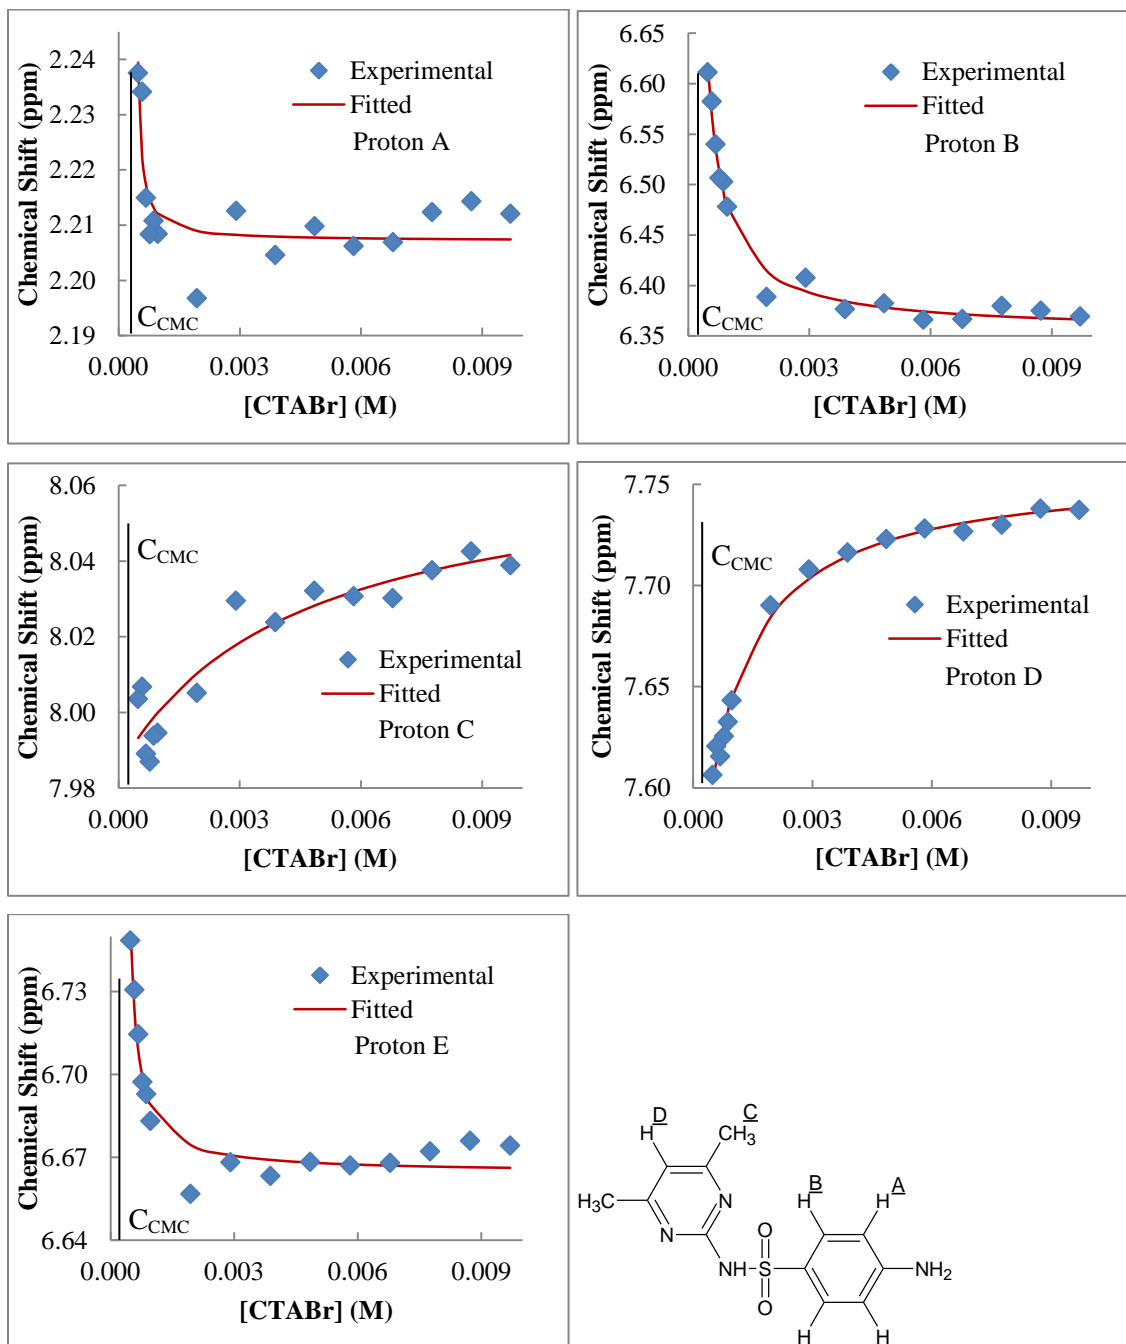 2.24
2.23
2.22
2.21
2.20
2.19
0.000
0.003
0.006
0.009
Chemical Shift (ppm)
[CTABr] (M)
Experimental
Fitted
Proton A
CCMC
6.65
6.60
6.55
6.50
6.45
6.40
6.35
0.000
0.003
0.006
0.009
Chemical Shift (ppm)
[CTABr] (M)
Experimental
Fitted
Proton B
CCMC
8.06
8.04
8.02
8.00
7.98
0.000
0.003
0.006
0.009
Chemical Shift (ppm)
[CTABr] (M)
CCMC
Experimental
Fitted
Proton C
7.75
7.70
7.65
7.60
0.000
0.003
0.006
0.009
Chemical Shift (ppm)
[CTABr] (M)
CCMC
Experimental
Fitted
Proton D
6.73
6.70
6.67
6.64
0.000
0.003
0.006
0.009
Chemical Shift (ppm)
[CTABr] (M)
Experimental
Fitted
Proton E
CCMC
D
C
H
CH3
B
A
H3C
N
H
H
N
O
NH
S
NH2
O
H
H